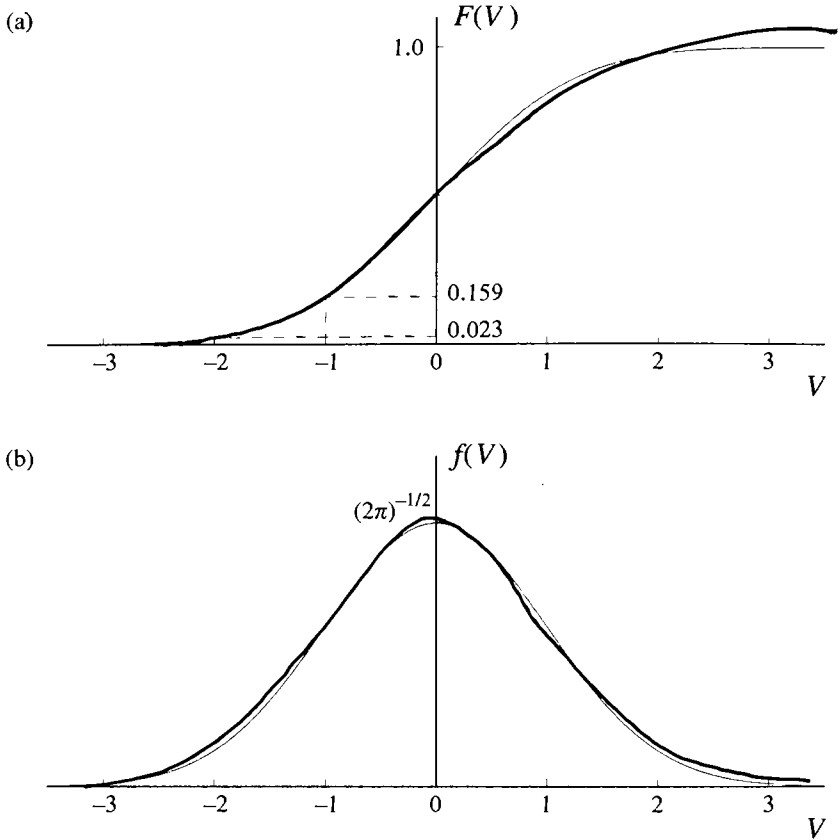 (a)
F(V)
1.0
0.159
0.023
–3 –2 –1 0 1 2 3
V
(b)
f(V)
(2π)^{–1/2}
–3 –2 –1 0 1 2 3
V